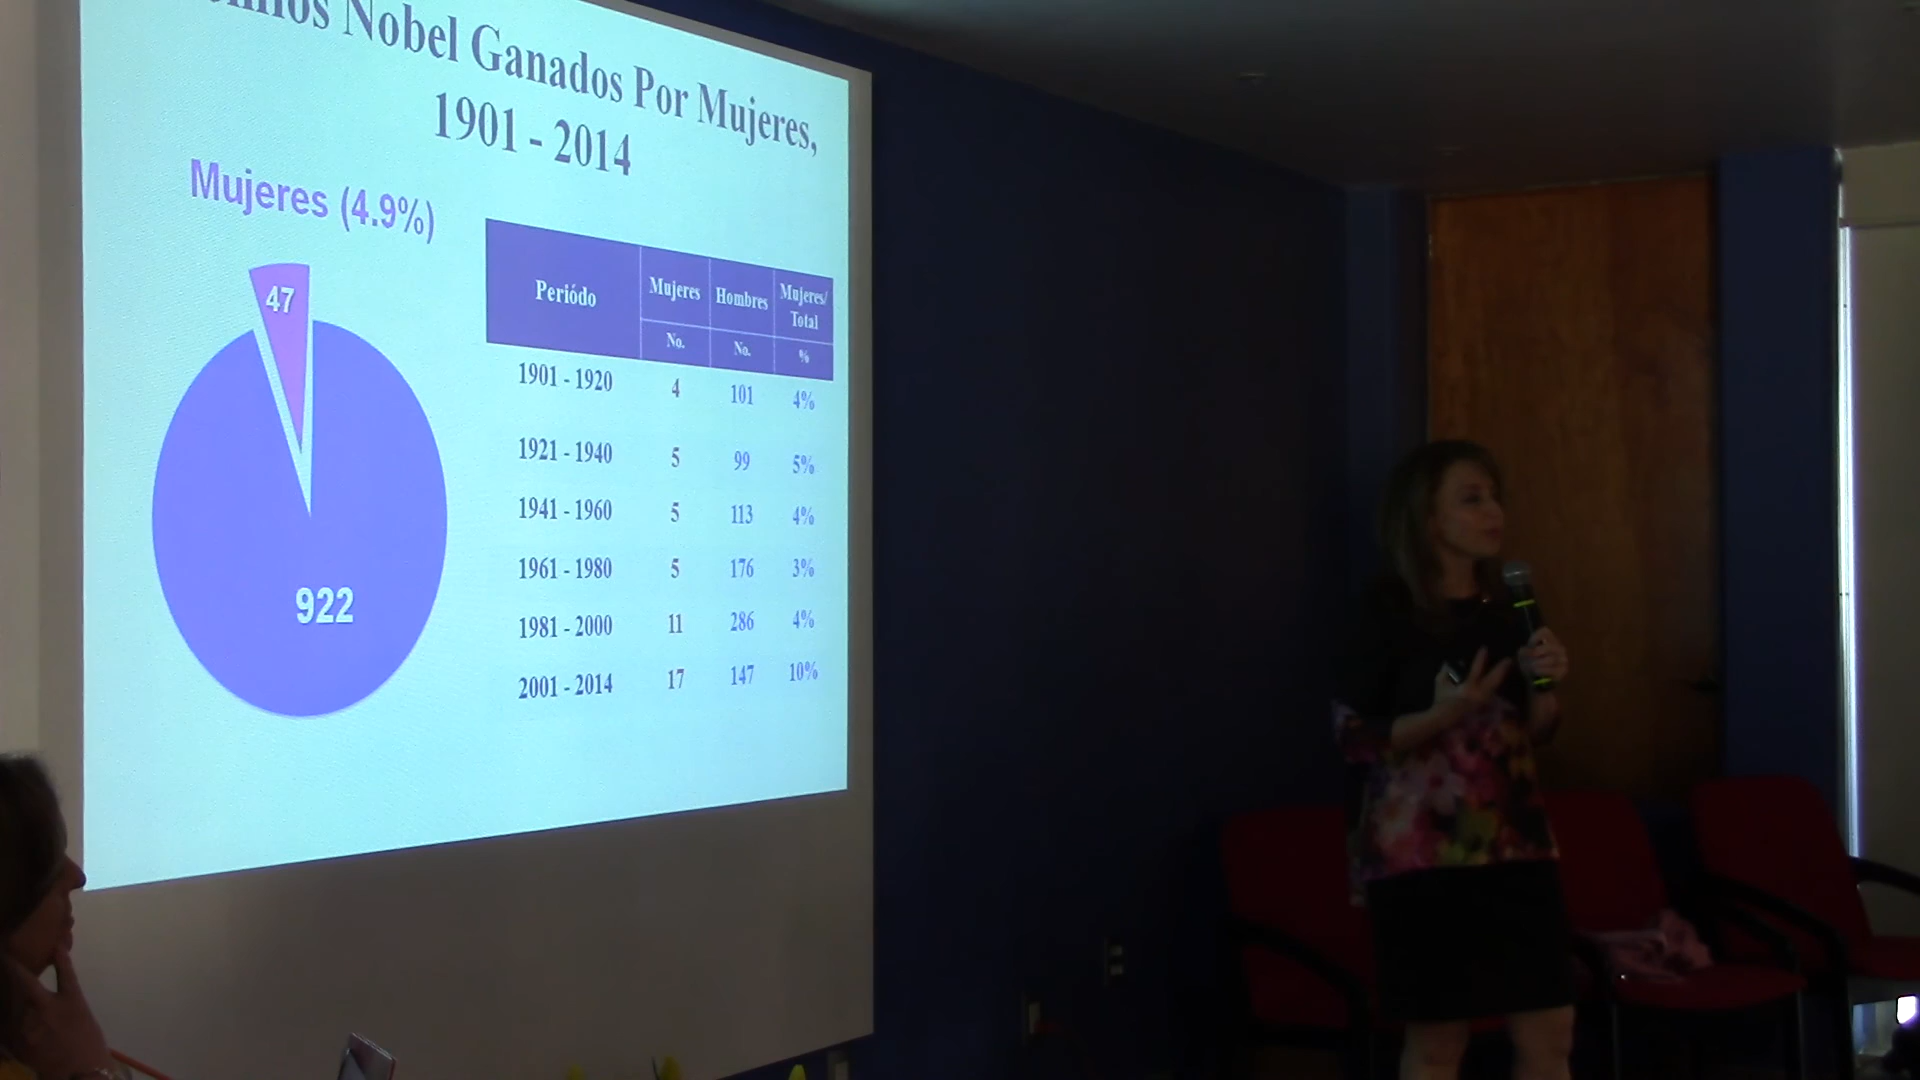 Nobel Ganados Por Mujeres,
1901 - 2014
Mujeres (4.9%)
47
922
Periódo Mujeres Hombres Mujeres/
Total
No. No. %
1901 - 1920 4 101 4%
1921 - 1940 5 99 5%
1941 - 1960 5 113 4%
1961 - 1980 5 176 3%
1981 - 2000 11 286 4%
2001 - 2014 17 147 10%